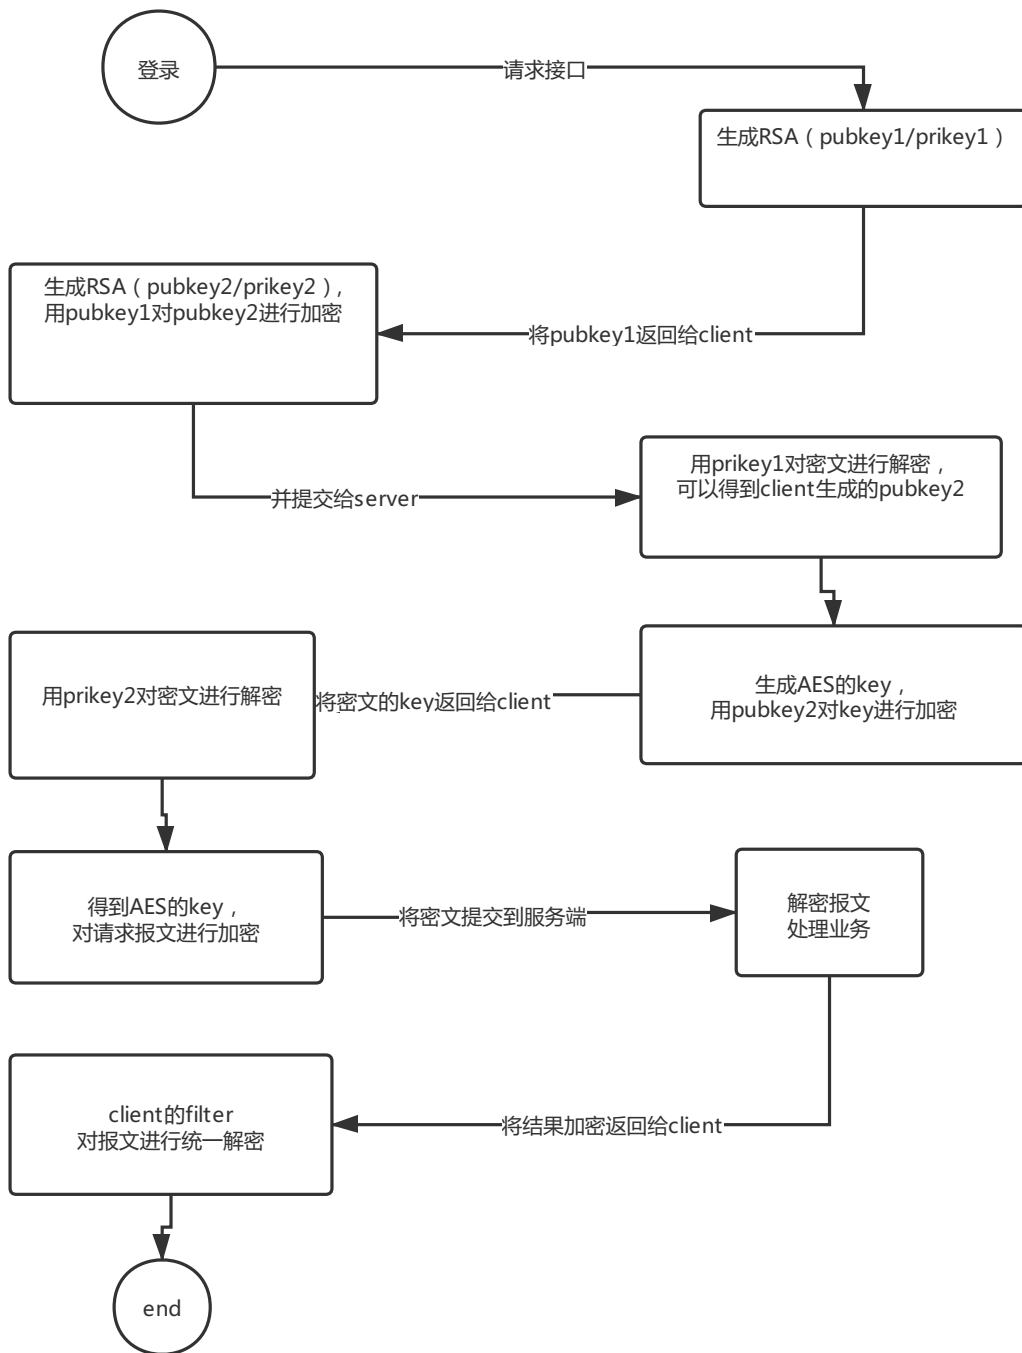 登录
请求接口
生成RSA（pubkey1/prikey1）
生成RSA（pubkey2/prikey2）,
用pubkey1对pubkey2进行加密
将pubkey1返回给client
用prikey1对密文进行解密，
可以得到client生成的pubkey2
并提交给server
生成AES的key，
用pubkey2对key进行加密
将密文的key返回给client
用prikey2对密文进行解密
得到AES的key，
对请求报文进行加密
将密文提交到服务端
解密报文
处理业务
将结果加密返回给client
client的filter
对报文进行统一解密
end